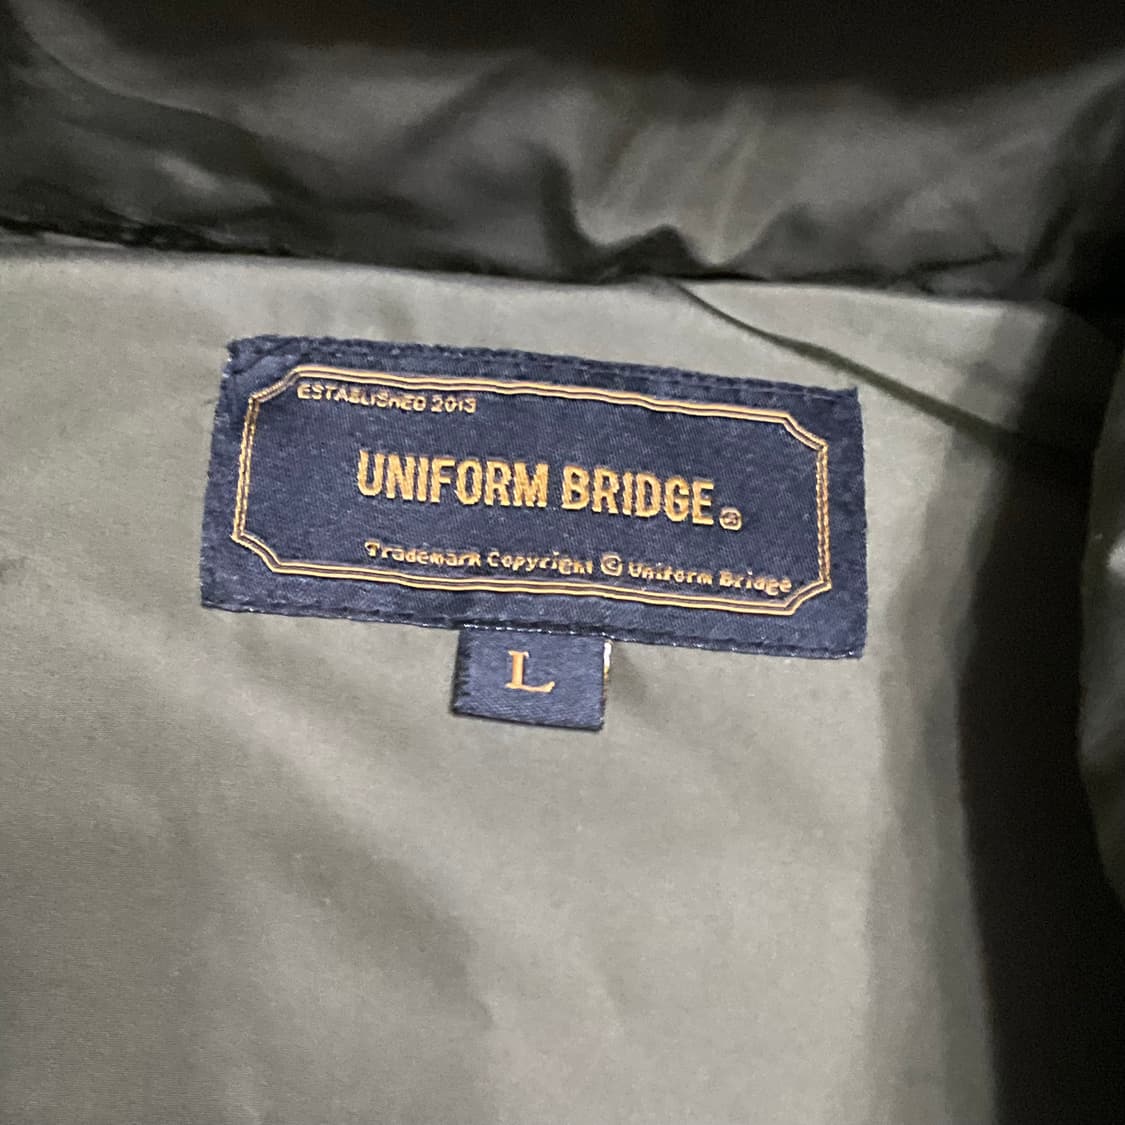 ESTABLISHED 2013
UNIFORM BRIDGE®
Trademark Copyright © Uniform Bridge
L